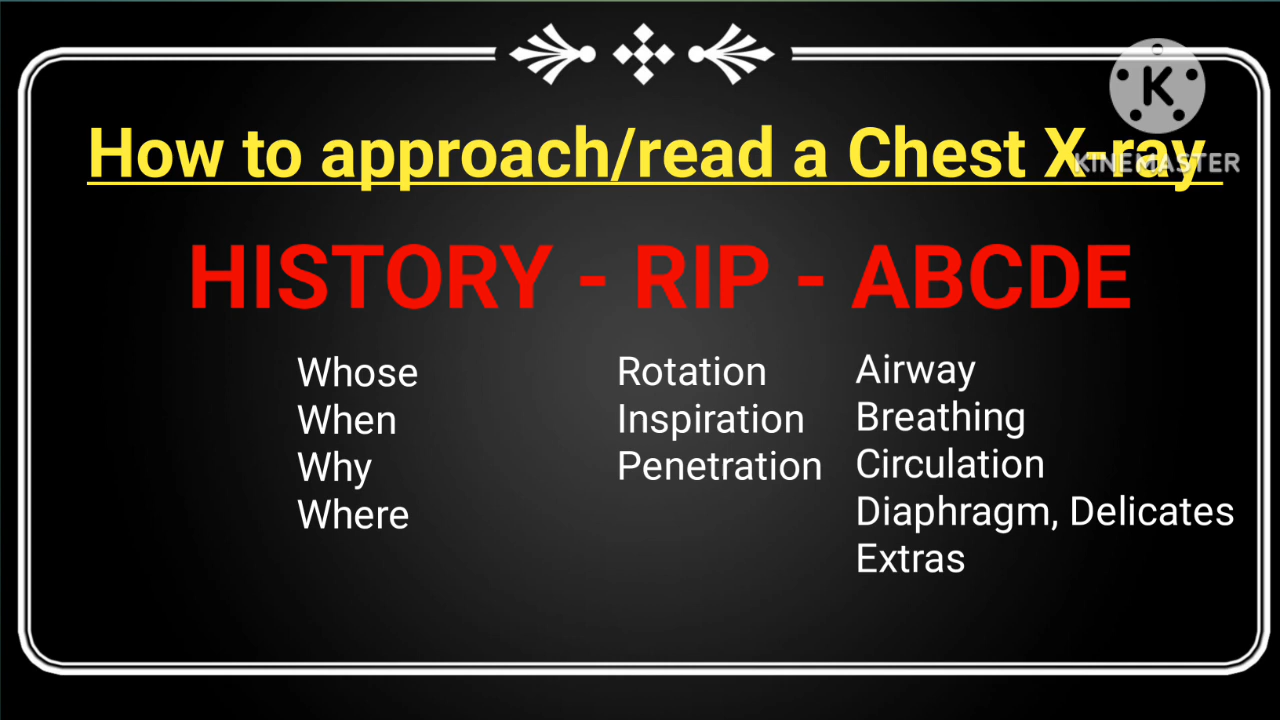 How to approach/read a Chest X-ray
K
KINEMASTER
HISTORY - RIP - ABCDE
Whose
When
Why
Where
Rotation
Inspiration
Penetration
Airway
Breathing
Circulation
Diaphragm, Delicates
Extras